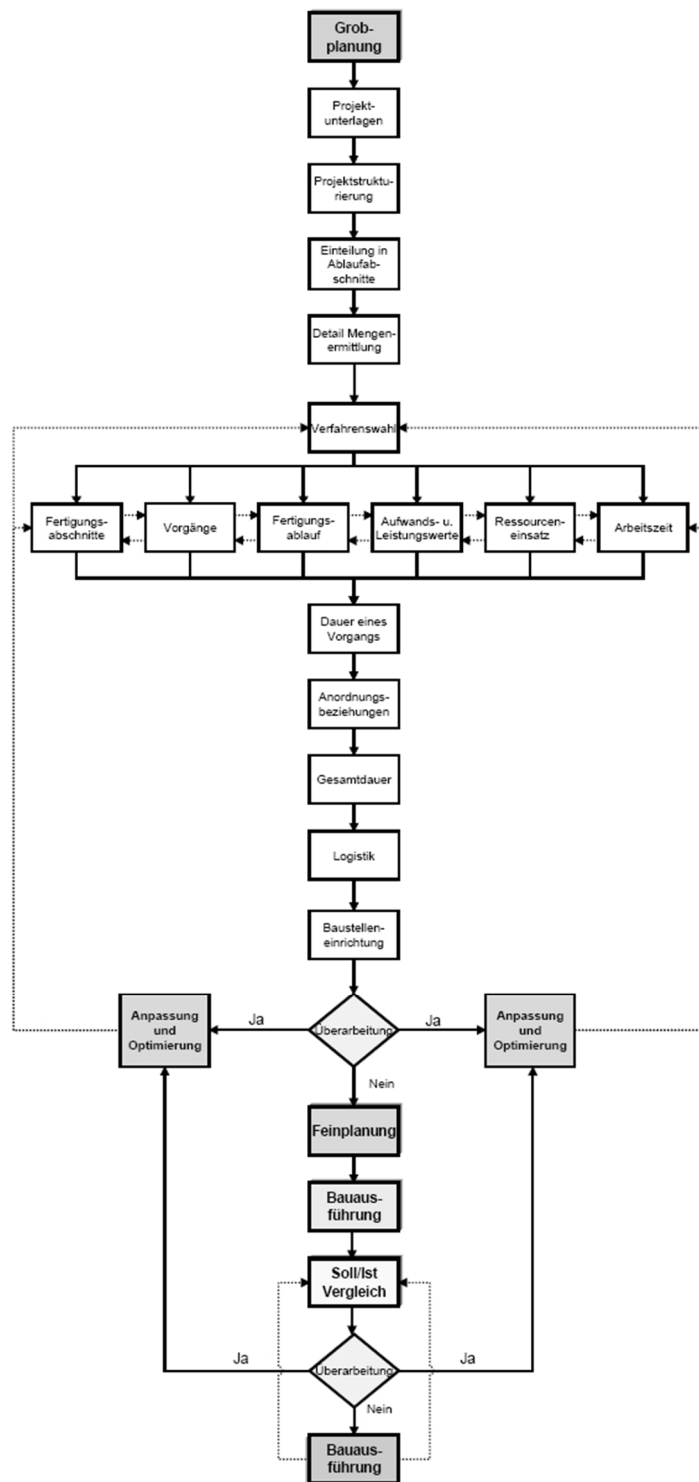 Grob-
planung
Projekt-
unterlagen
Projektstruktu-
rierung
Einteilung in
Ablaufab-
schnitte
Detail Mengen-
ermittlung
Verfahrenswahl
Fertigungs-
abschnitte
Vorgänge
Fertigungs-
ablauf
Aufwands- u.
Leistungswerte
Ressourcen-
einsatz
Arbeitszeit
Dauer eines
Vorgangs
Anordnungs-
beziehungen
Gesamtdauer
Logistik
Baustellen-
einrichtung
Anpassung
und
Optimierung
Ja
Überarbeitung
Ja
Anpassung
und
Optimierung
Nein
Feinplanung
Bauaus-
führung
Soll/Ist
Vergleich
Ja
Überarbeitung
Ja
Nein
Bauaus-
führung